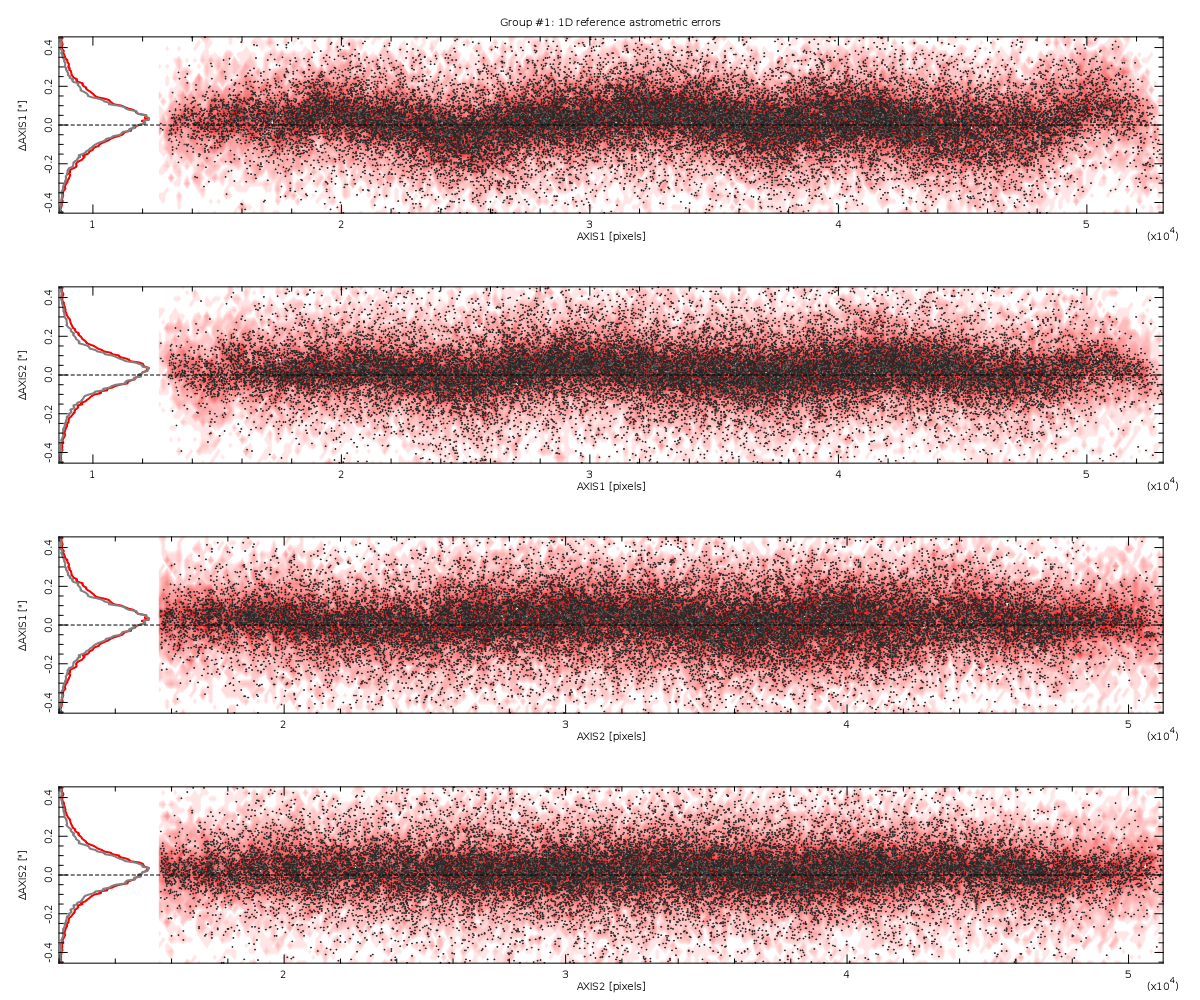 Group #1: 1D reference astrometric errors
ΔAXIS1 ["]
0.4
0.2
0.0
-0.2
-0.4
1 2 3 4 5
AXIS1 [pixels] (x10⁴)
ΔAXIS2 ["]
0.4
0.2
0.0
-0.2
-0.4
1 2 3 4 5
AXIS1 [pixels] (x10⁴)
ΔAXIS1 ["]
0.4
0.2
0.0
-0.2
-0.4
2 3 4 5
AXIS2 [pixels] (x10⁴)
ΔAXIS2 ["]
0.4
0.2
0.0
-0.2
-0.4
2 3 4 5
AXIS2 [pixels] (x10⁴)